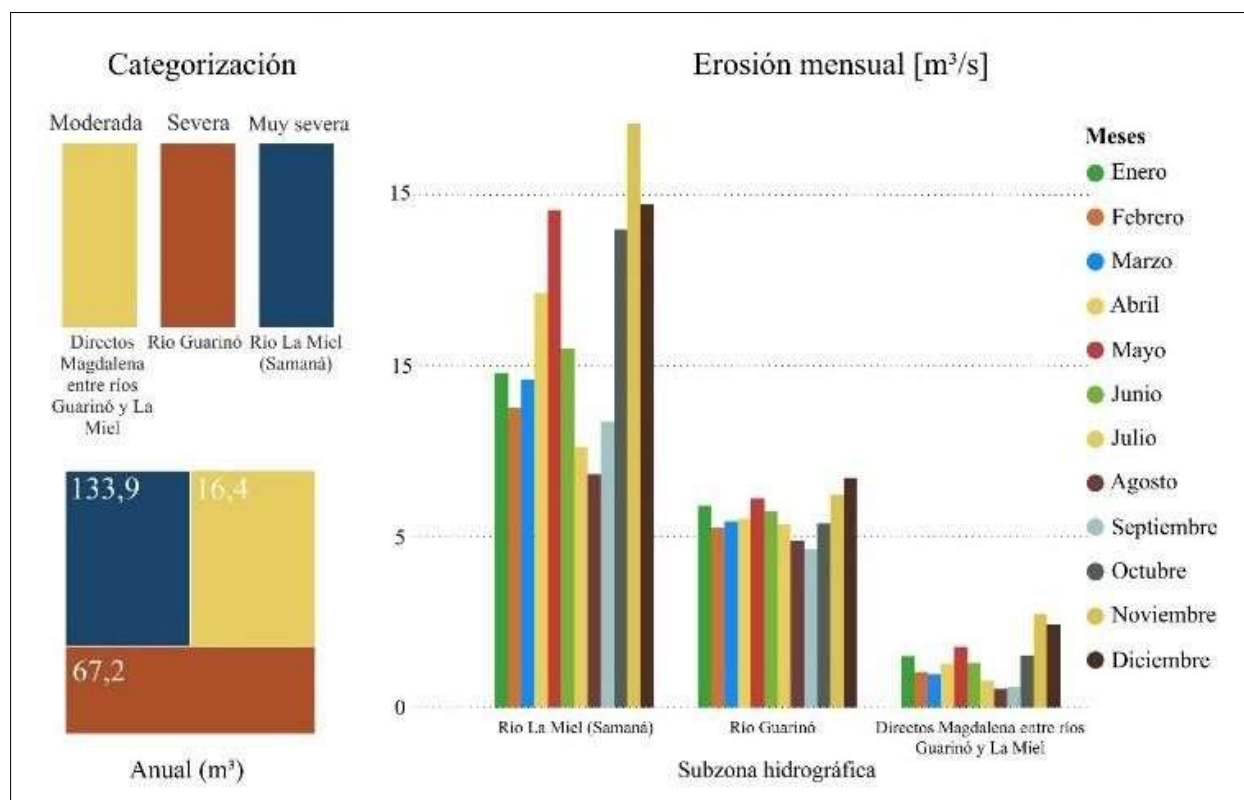 Categorización
Moderada
Severa
Muy severa
Directos
Magdalena
entre ríos
Guarinó y La
Miel
Río Guarinó
Río La Miel
(Samaná)
133,9
16,4
67,2
Anual (m³)
Erosión mensual [m³/s]
15
15
5
0
Río La Miel (Samaná)
Río Guarinó
Directos Magdalena entre ríos
Guarinó y La Miel
Subzona hidrográfica
Meses
Enero
Febrero
Marzo
Abril
Mayo
Junio
Julio
Agosto
Septiembre
Octubre
Noviembre
Diciembre